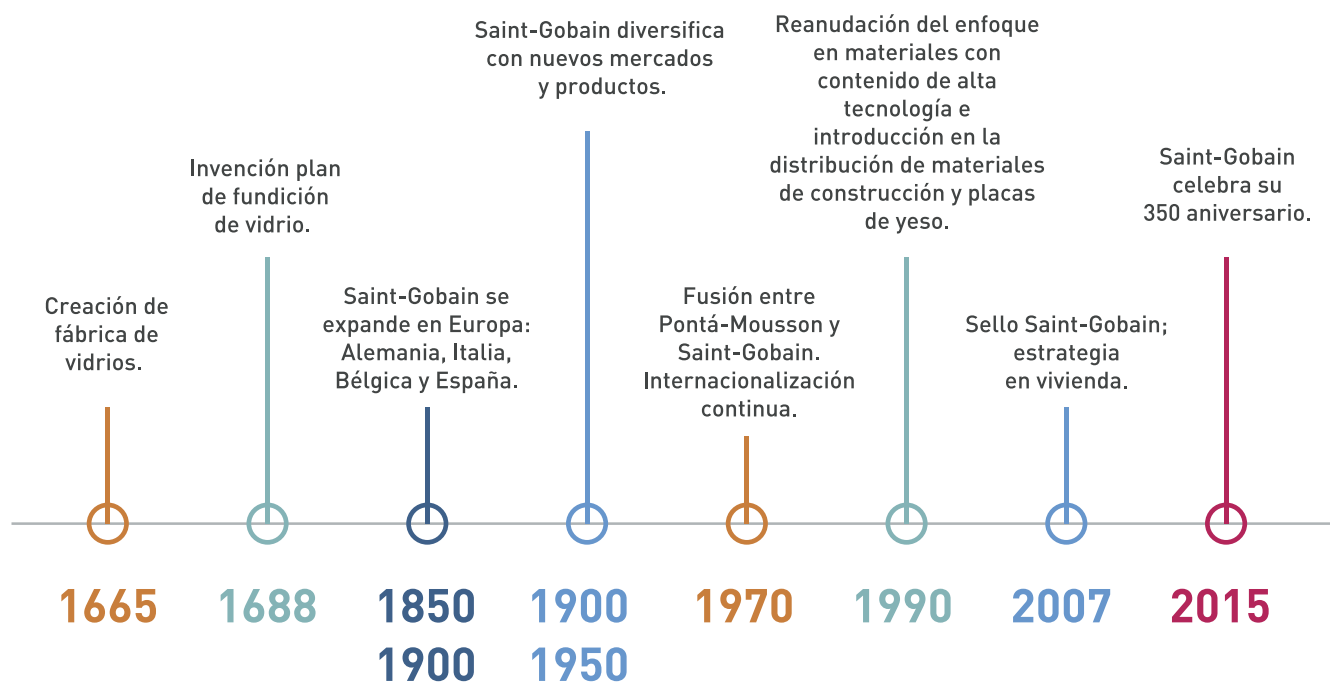 Creación de
fábrica de
vidrios.
1665
Invención plan
de fundición
de vidrio.
1688
Saint-Gobain se
expande en Europa:
Alemania, Italia,
Bélgica y España.
1850
1900
Saint-Gobain diversifica
con nuevos mercados
y productos.
1900
1950
Fusión entre
Pontá-Mousson y
Saint-Gobain.
Internacionalización
continua.
1970
Reanudación del enfoque
en materiales con
contenido de alta
tecnología e
introducción en la
distribución de materiales
de construcción y placas
de yeso.
1990
Sello Saint-Gobain;
estrategia
en vivienda.
2007
Saint-Gobain
celebra su
350 aniversario.
2015